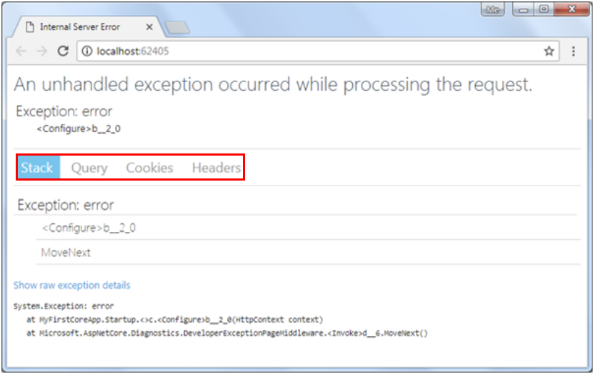 Me
Internal Server Error
localhost:62405
An unhandled exception occurred while processing the request.
Exception: error
<Configure>b__2_0
Stack Query Cookies Headers
Exception: error
<Configure>b__2_0
MoveNext
Show raw exception details
System.Exception: error
at MyFirstCoreApp.Startup.<>c.<Configure>b__2_0(HttpContext context)
at Microsoft.AspNetCore.Diagnostics.DeveloperExceptionPageMiddleware.<Invoke>d__6.MoveNext()